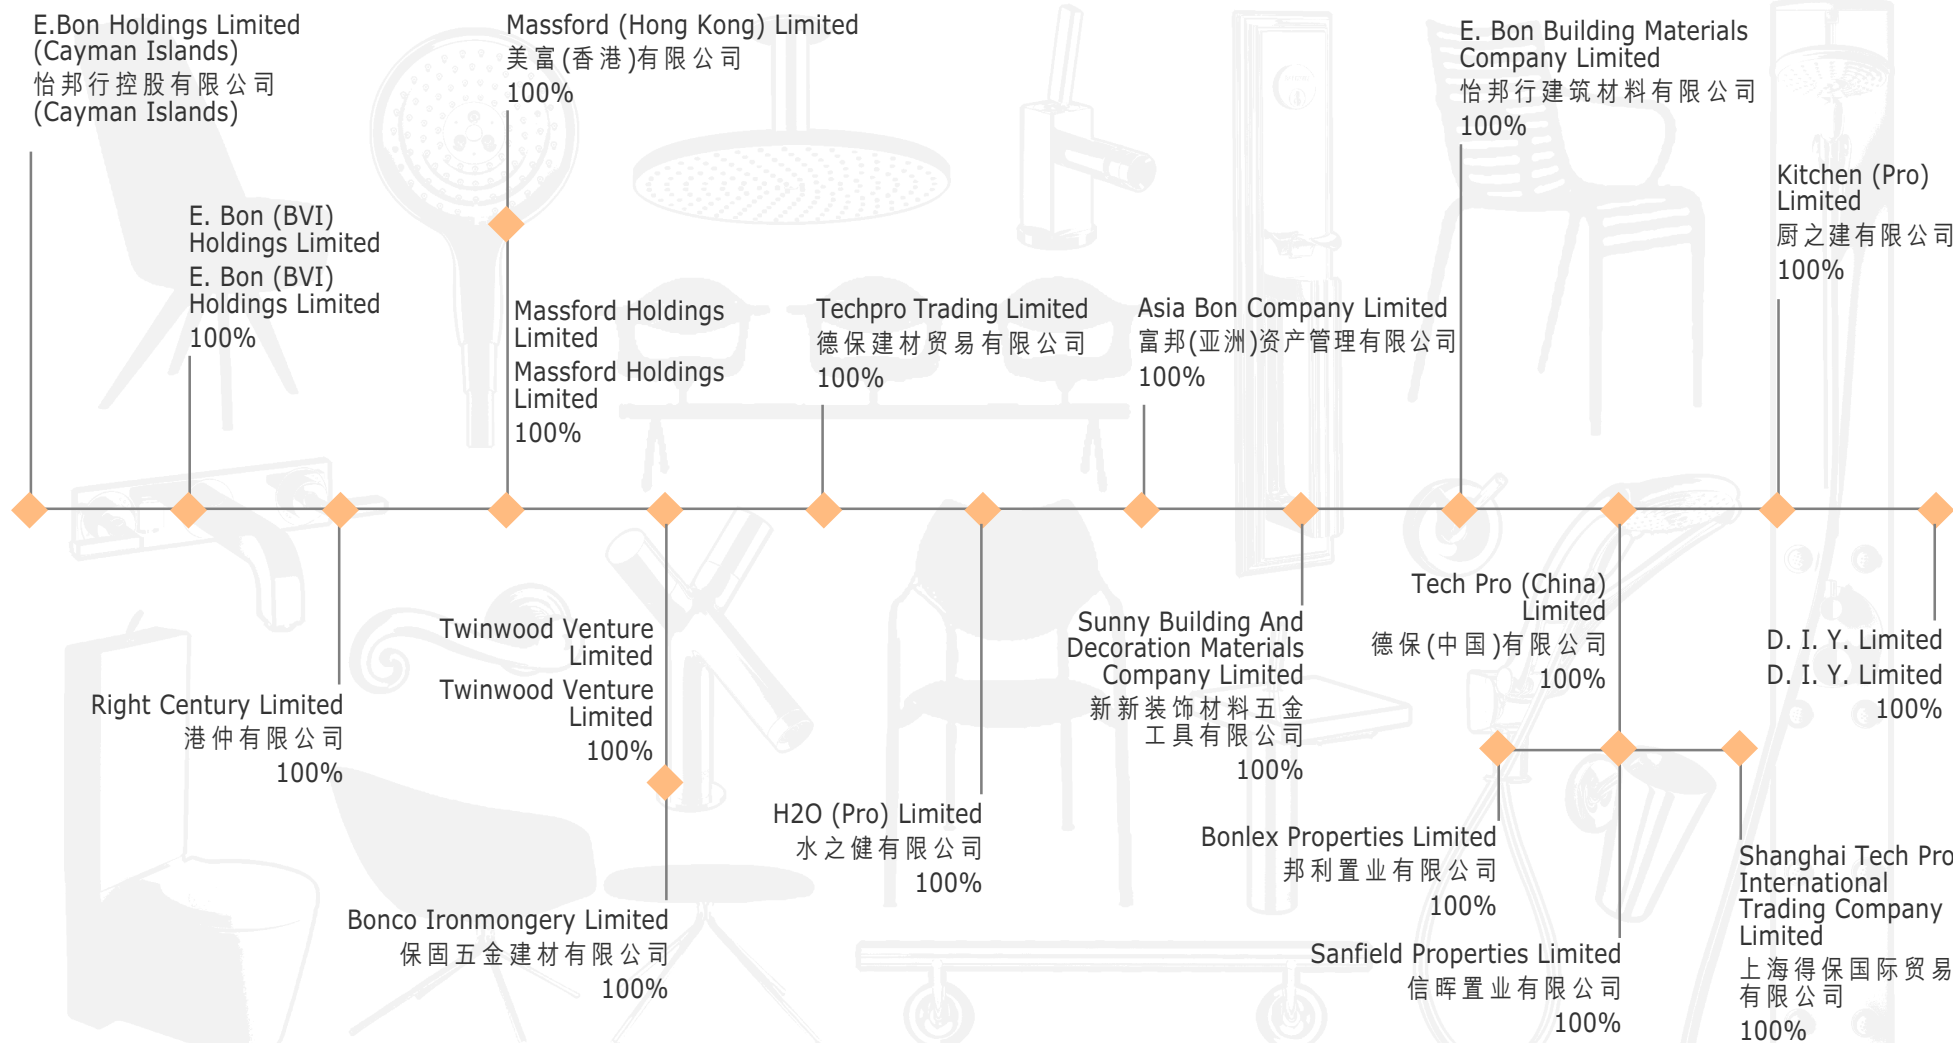 E.Bon Holdings Limited
(Cayman Islands)
怡邦行控股有限公司
(Cayman Islands)
E. Bon (BVI)
Holdings Limited
E. Bon (BVI)
Holdings Limited
100%
Massford (Hong Kong) Limited
美富(香港)有限公司
100%
Massford Holdings
Limited
Massford Holdings
Limited
100%
Techpro Trading Limited
德保建材贸易有限公司
100%
Asia Bon Company Limited
富邦(亚洲)资产管理有限公司
100%
E. Bon Building Materials
Company Limited
怡邦行建筑材料有限公司
100%
Kitchen (Pro)
Limited
厨之建有限公司
100%
Right Century Limited
港仲有限公司
100%
Twinwood Venture
Limited
Twinwood Venture
Limited
100%
Bonco Ironmongery Limited
保固五金建材有限公司
100%
H2O (Pro) Limited
水之健有限公司
100%
Sunny Building And
Decoration Materials
Company Limited
新新装饰材料五金
工具有限公司
100%
Tech Pro (China)
Limited
德保(中国)有限公司
100%
D. I. Y. Limited
D. I. Y. Limited
100%
Bonlex Properties Limited
邦利置业有限公司
100%
Sanfield Properties Limited
信晖置业有限公司
100%
Shanghai Tech Pro
International
Trading Company
Limited
上海得保国际贸易
有限公司
100%